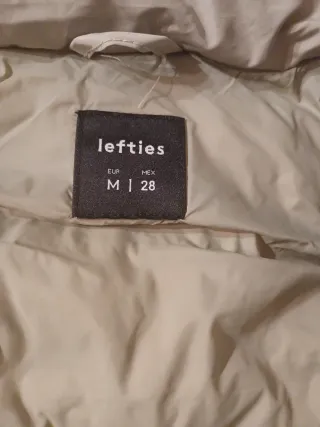 lefties
EUR MEX
M | 28